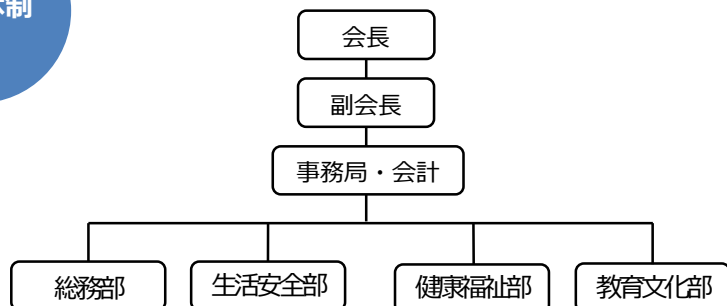 制
会長
副会長
事務局・会計
総務部
生活安全部
健康福祉部
教育文化部